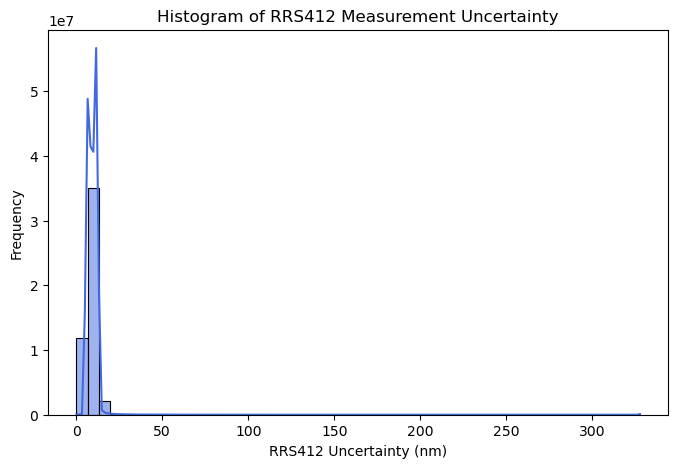 Histogram of RRS412 Measurement Uncertainty
1e7
5
4
3
2
1
0
Frequency
0 50 100 150 200 250 300
RRS412 Uncertainty (nm)